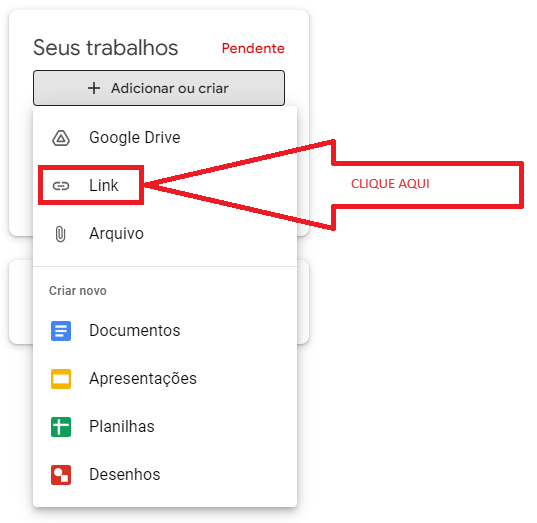 Seus trabalhos
Pendente
Adicionar ou criar
Google Drive
Link
CLIQUE AQUI
Arquivo
Criar novo
Documentos
Apresentações
Planilhas
Desenhos